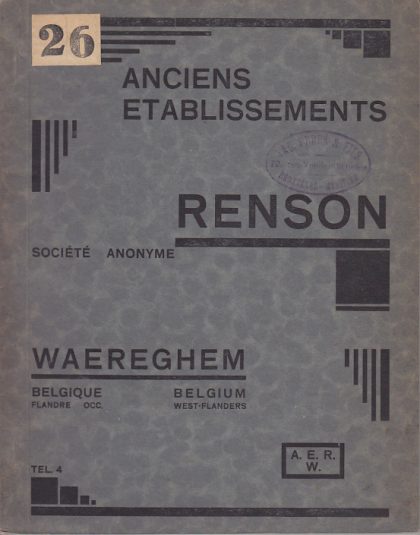 26
ANCIENS
ETABLISSEMENTS
RENSON
SOCIÉTÉ ANONYME
WAEREGHEM
BELGIQUE BELGIUM
FLANDRE OCC. WEST-FLANDERS
TEL. 4
A. E. R.
W.